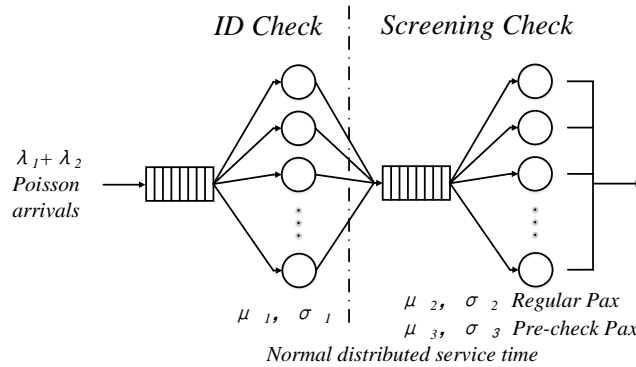 ID Check
Screening Check
λ₁+ λ₂
Poisson
arrivals
μ ₁, σ ₁
μ ₂, σ ₂ Regular Pax
μ ₃, σ ₃ Pre-check Pax
Normal distributed service time